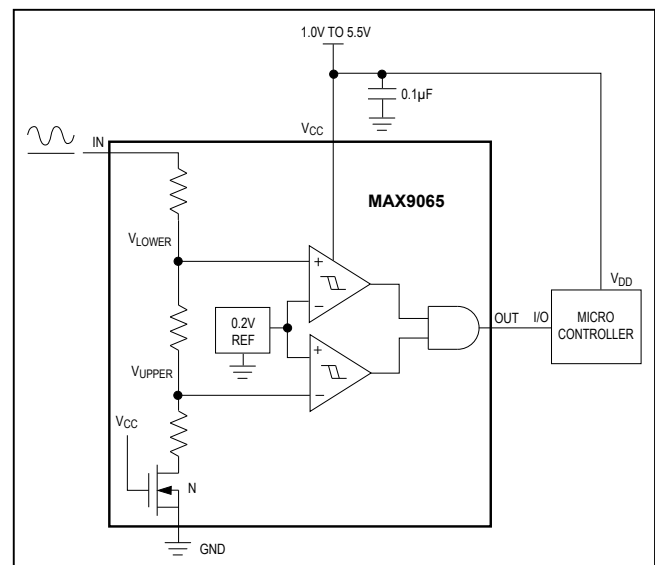 1.0V TO 5.5V
0.1µF
VCC
IN
MAX9065
VLOWER
+
−
VDD
0.2V
REF
OUT
I/O
MICRO
CONTROLLER
+
−
VUPPER
VCC
N
GND